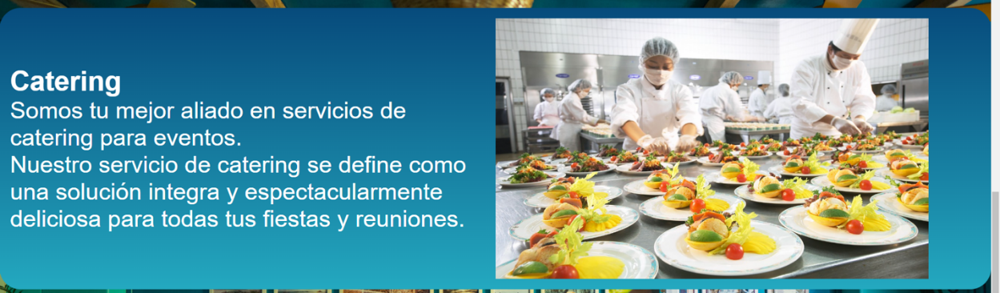 Catering
Somos tu mejor aliado en servicios de
catering para eventos.
Nuestro servicio de catering se define como
una solución integra y espectacularmente
deliciosa para todas tus fiestas y reuniones.